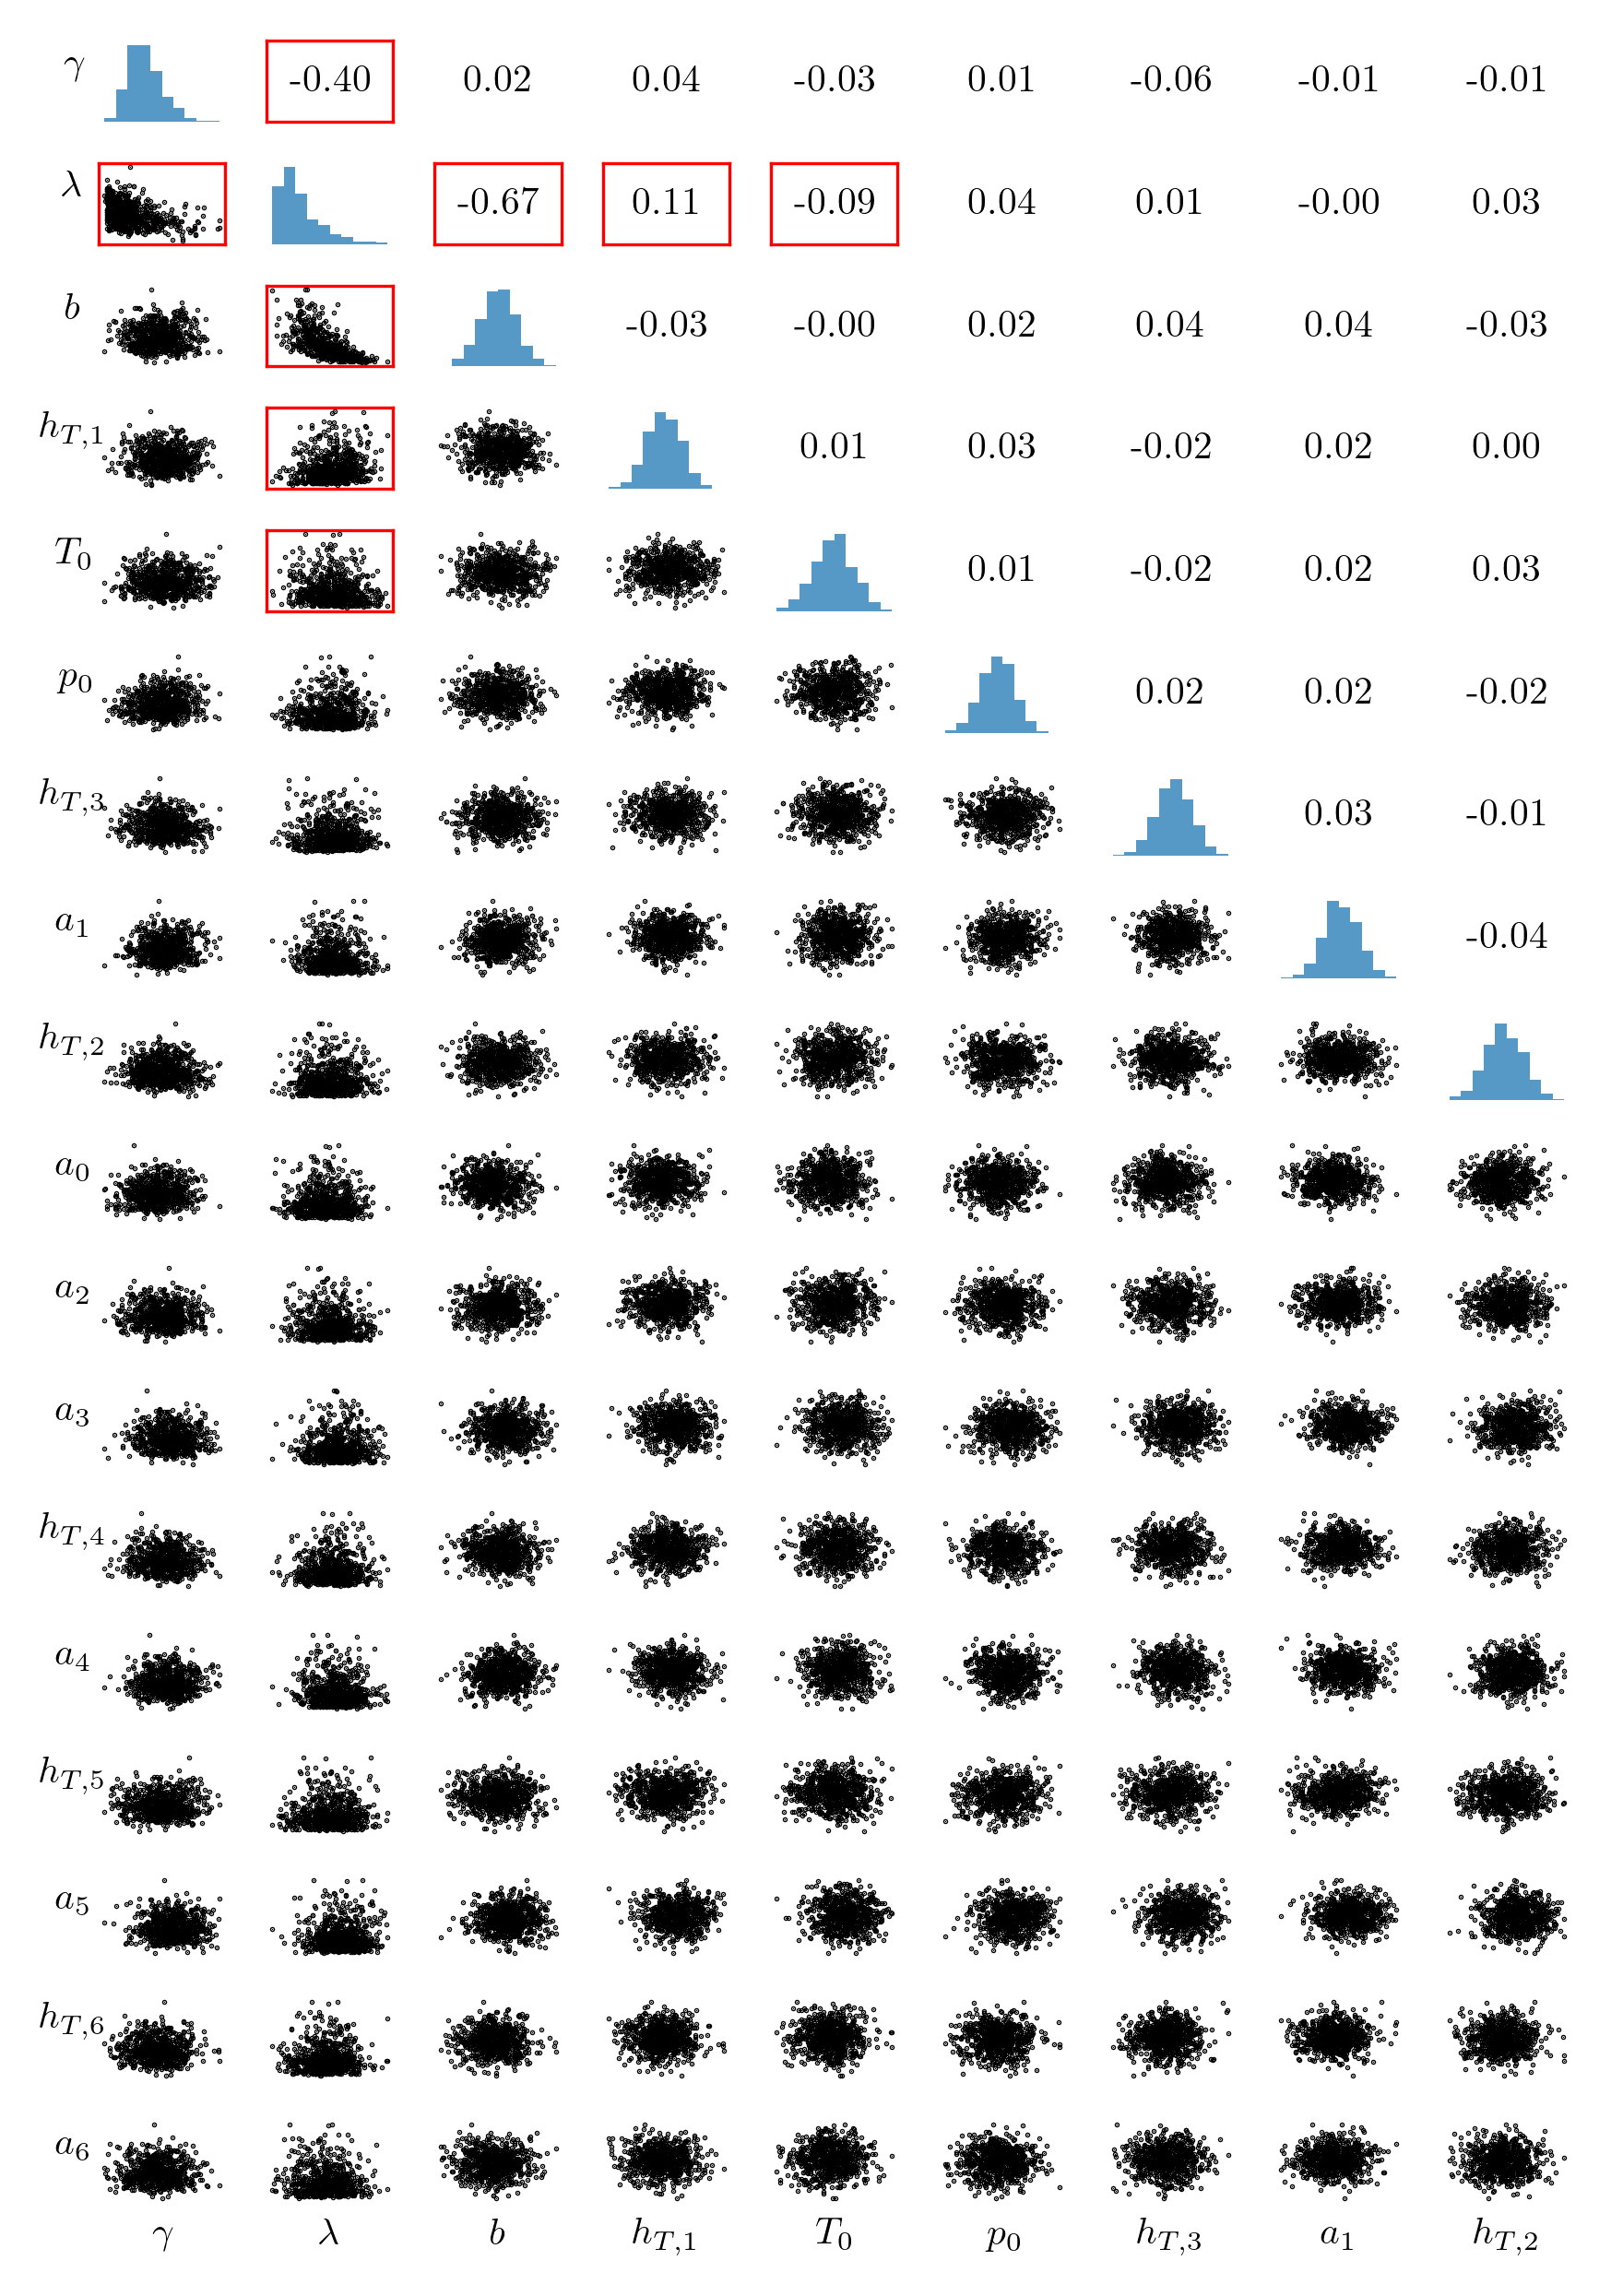 γ -0.40 0.02 0.04 -0.03 0.01 -0.06 -0.01 -0.01
λ -0.67 0.11 -0.09 0.04 0.01 -0.00 0.03
b -0.03 -0.00 0.02 0.04 0.04 -0.03
h_{T,1} 0.01 0.03 -0.02 0.02 0.00
T_0 0.01 -0.02 0.02 0.03
p_0 0.02 0.02 -0.02
h_{T,3} 0.03 -0.01
a_1 -0.04
h_{T,2}
a_0
a_2
a_3
h_{T,4}
a_4
h_{T,5}
a_5
h_{T,6}
a_6
γ λ b h_{T,1} T_0 p_0 h_{T,3} a_1 h_{T,2}